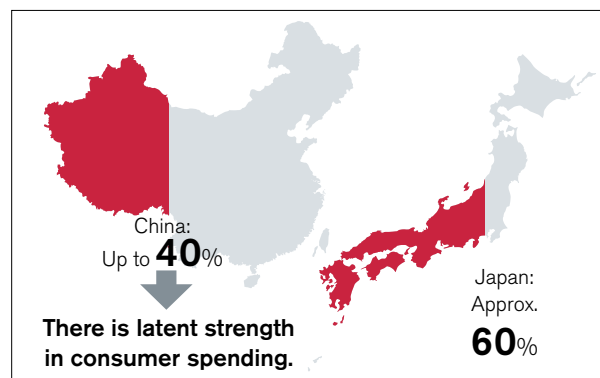 China:
Up to 40%
There is latent strength
in consumer spending.
Japan:
Approx.
60%